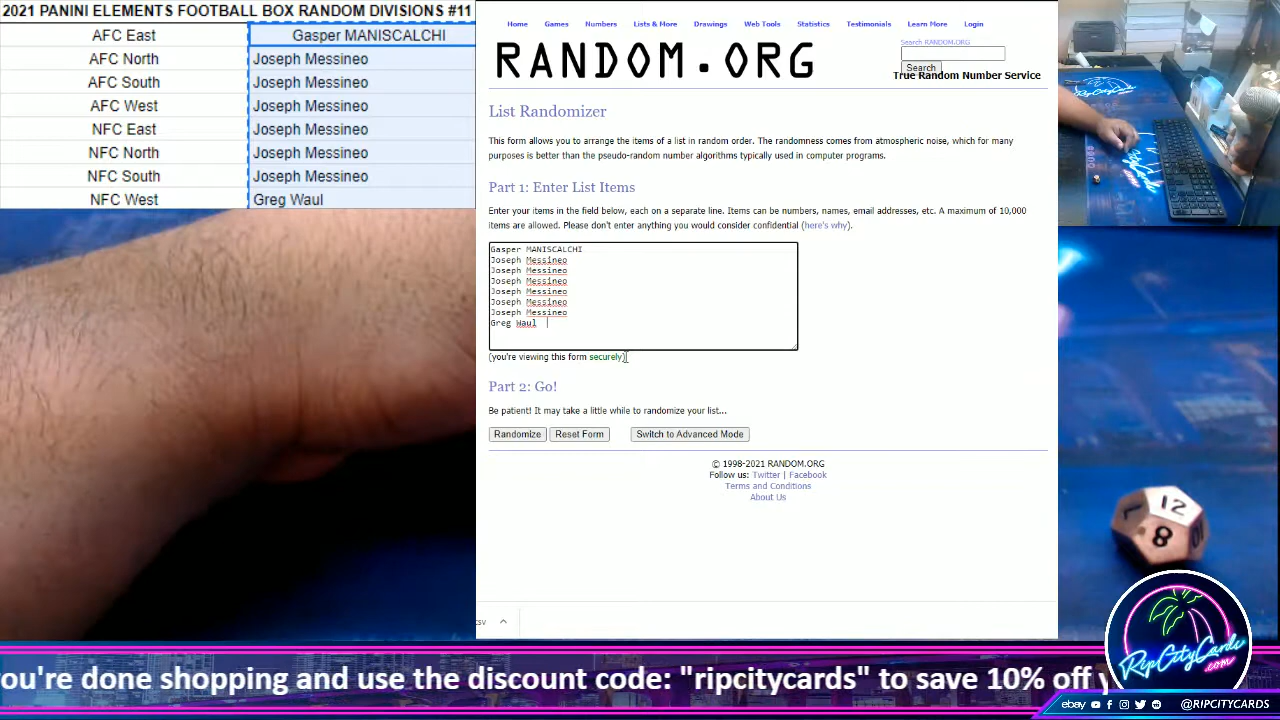 2021 PANINI ELEMENTS FOOTBALL BOX RANDOM DIVISIONS #11
AFC East Gasper MANISCALCHI
AFC North Joseph Messineo
AFC South Joseph Messineo
AFC West Joseph Messineo
NFC East Joseph Messineo
NFC North Joseph Messineo
NFC South Joseph Messineo
NFC West Greg Waul
Home Games Numbers Lists & More Drawings Web Tools Statistics Testimonials Learn More Login
RANDOM.ORG
Search RANDOM.ORG
Search
True Random Number Service
List Randomizer
This form allows you to arrange the items of a list in random order. The randomness comes from atmospheric noise, which for many
purposes is better than the pseudo-random number algorithms typically used in computer programs.
Part 1: Enter List Items
Enter your items in the field below, each on a separate line. Items can be numbers, names, email addresses, etc. A maximum of 10,000
items are allowed. Please don't enter anything you would consider confidential (here's why).
Gasper MANISCALCHI
Joseph Messineo
Joseph Messineo
Joseph Messineo
Joseph Messineo
Joseph Messineo
Joseph Messineo
Greg Waul
(you're viewing this form securely)
Part 2: Go!
Be patient! It may take a little while to randomize your list...
Randomize Reset Form Switch to Advanced Mode
© 1998-2021 RANDOM.ORG
Follow us: Twitter | Facebook
Terms and Conditions
About Us
csv
12
8
ou're done shopping and use the discount code: "ripcitycards" to save 10% off y
RipCityCards
.com
ebay @RIPCITYCARDS